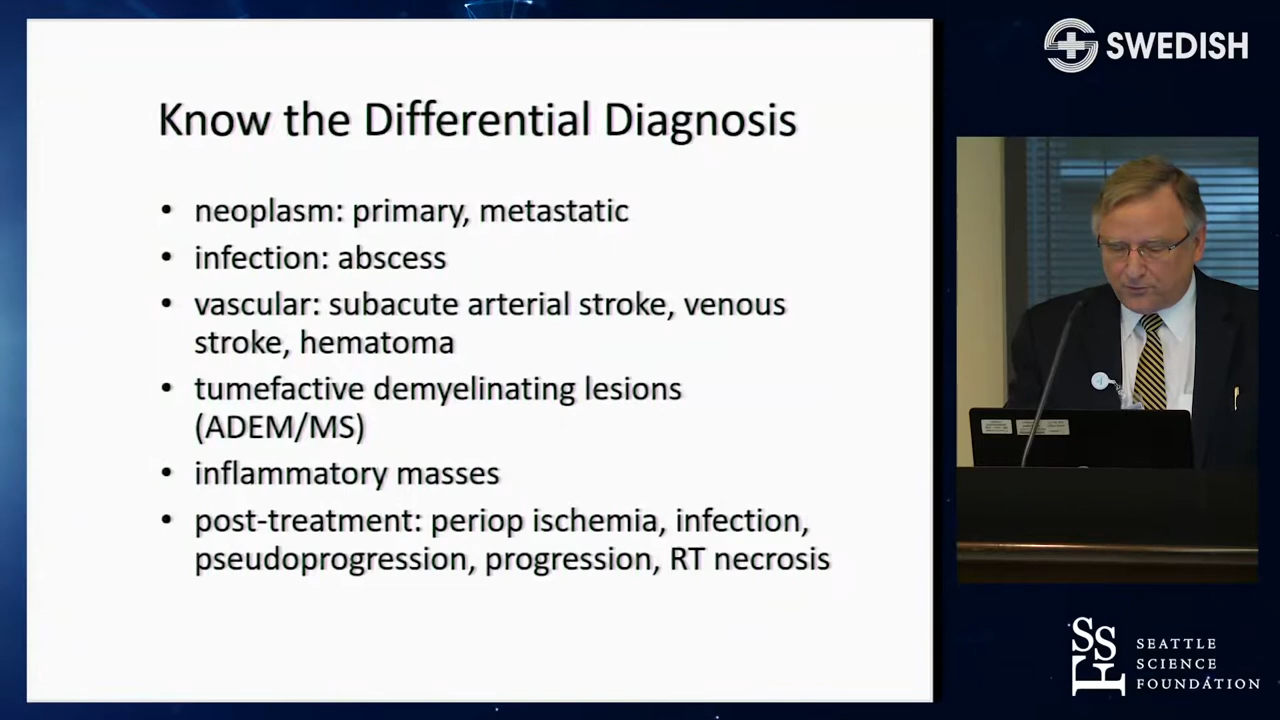 Know the Differential Diagnosis
• neoplasm: primary, metastatic
• infection: abscess
• vascular: subacute arterial stroke, venous
stroke, hematoma
• tumefactive demyelinating lesions
(ADEM/MS)
• inflammatory masses
• post-treatment: periop ischemia, infection,
pseudoprogression, progression, RT necrosis
SWEDISH
SSF
SEATTLE
SCIENCE
FOUNDATION